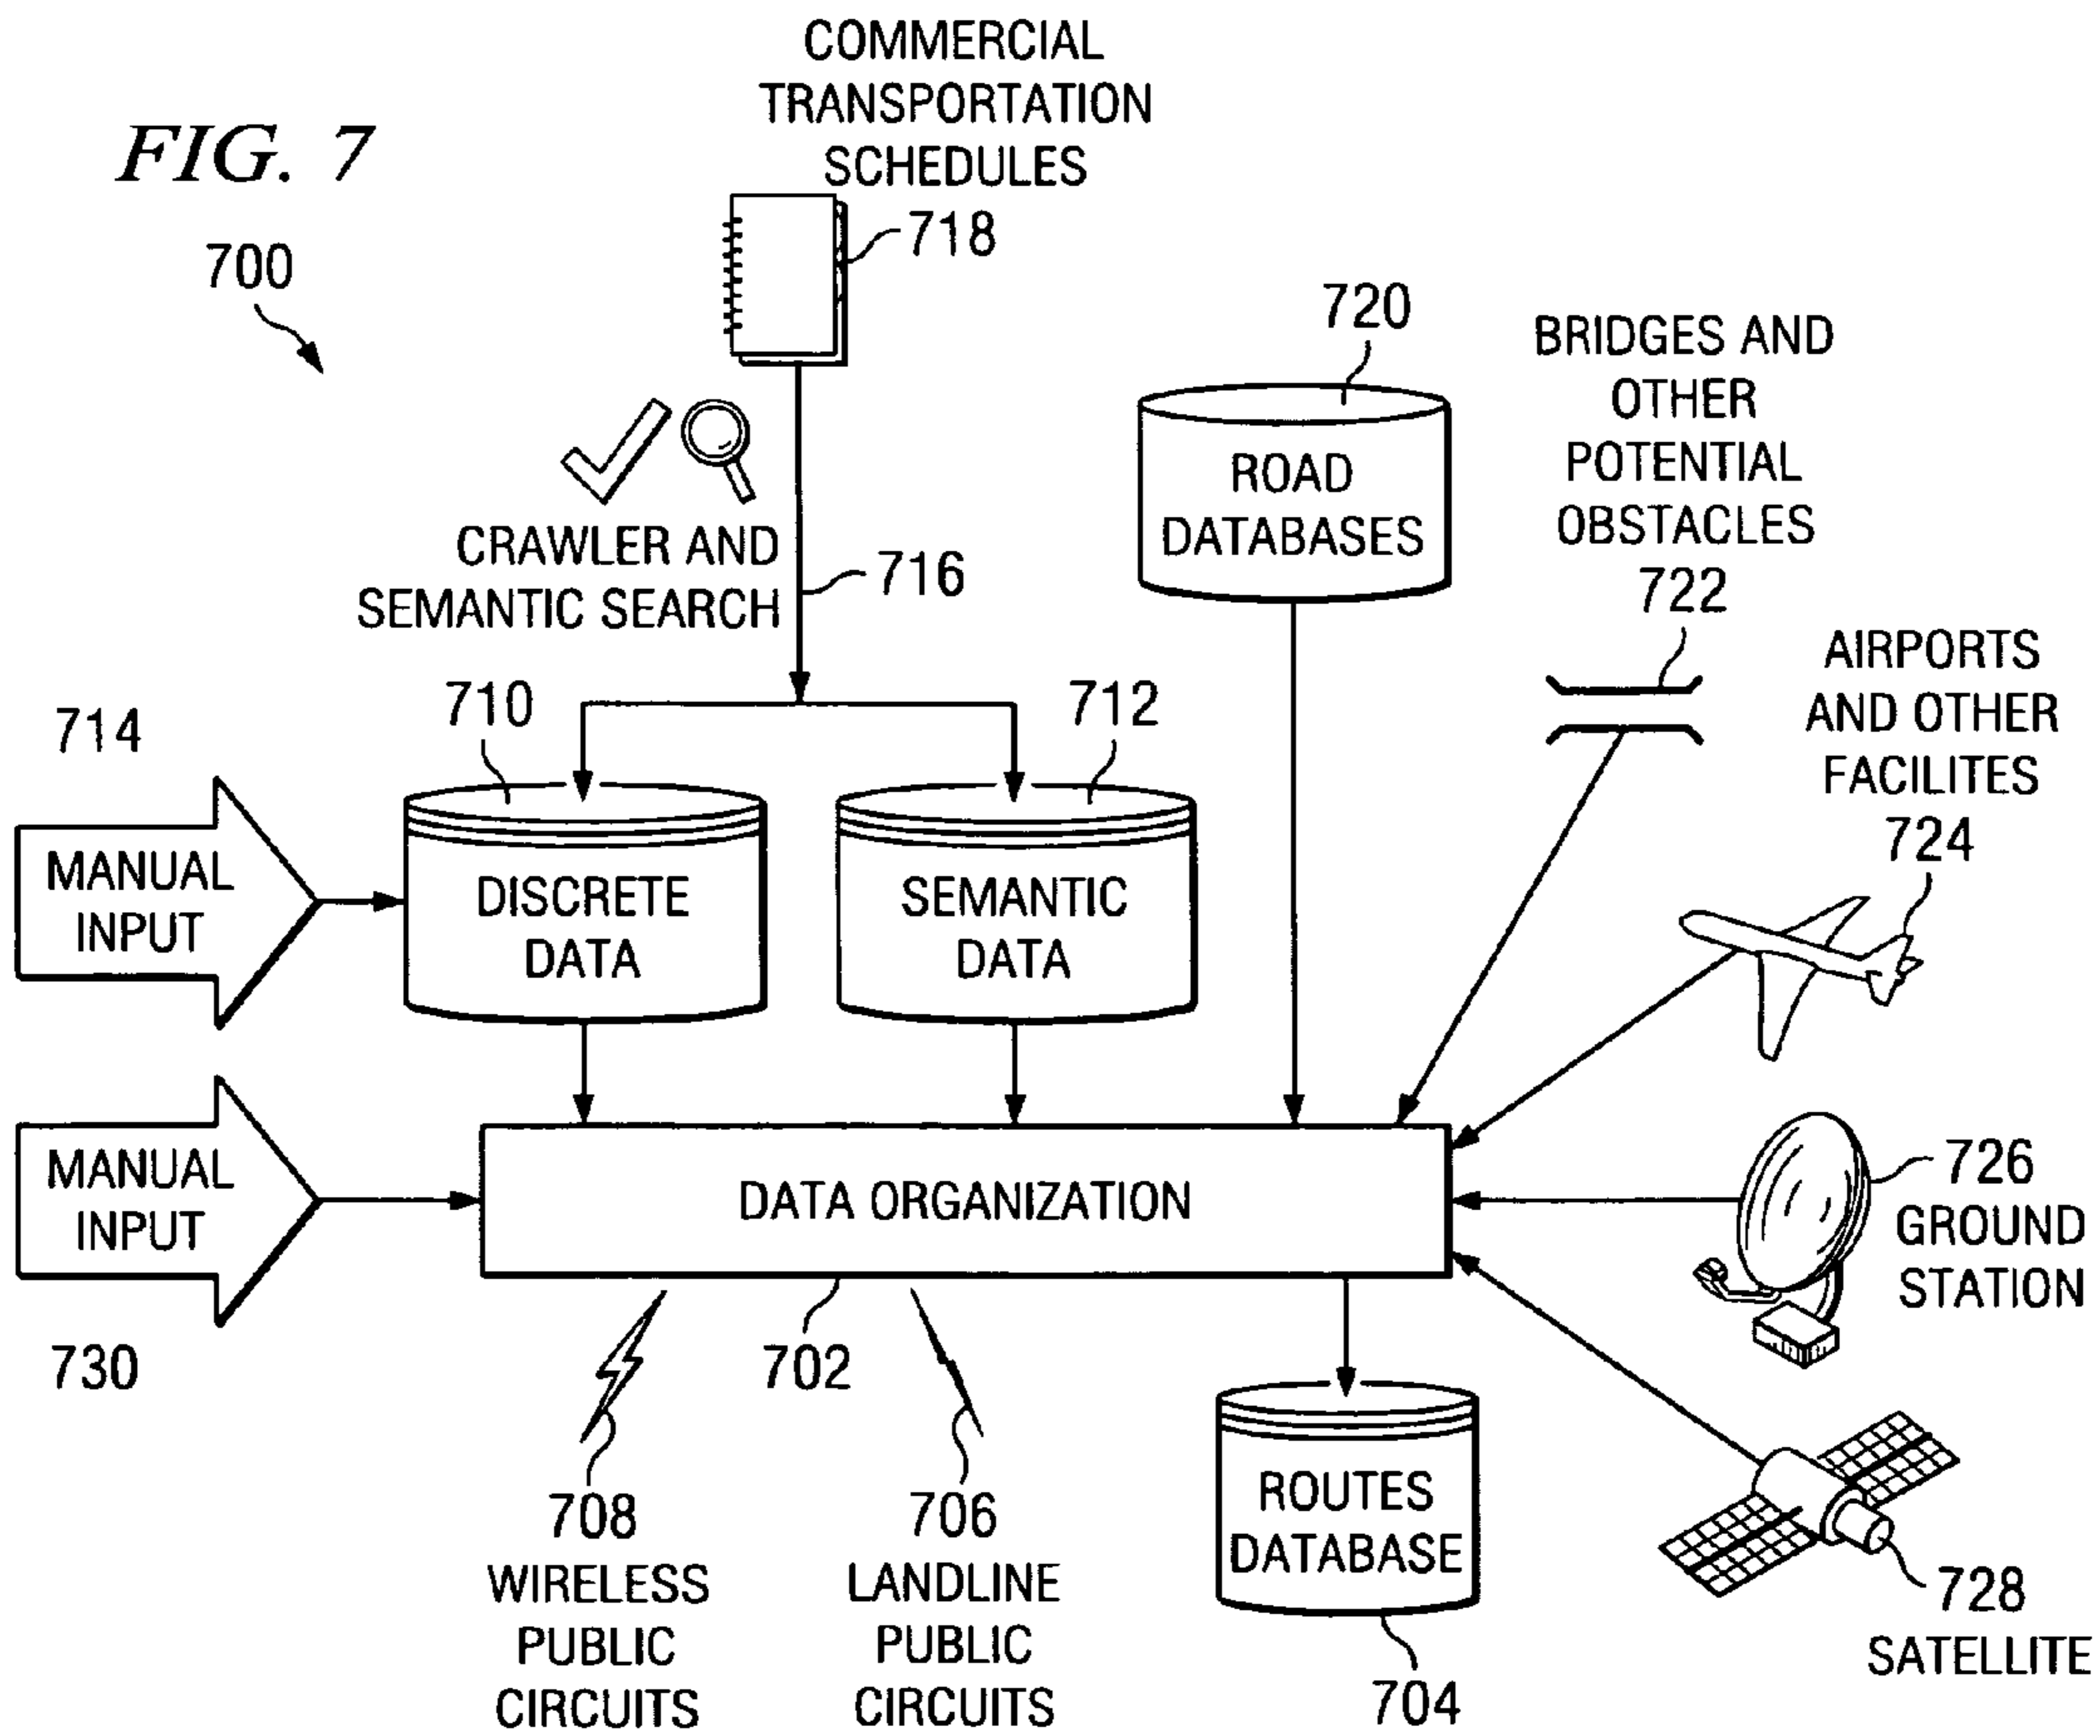 FIG. 7
700
COMMERCIAL
TRANSPORTATION
SCHEDULES
718
CRAWLER AND
SEMANTIC SEARCH
716
720
ROAD
DATABASES
BRIDGES AND
OTHER
POTENTIAL
OBSTACLES
722
AIRPORTS
AND OTHER
FACILITES
724
714
MANUAL
INPUT
710
DISCRETE
DATA
712
SEMANTIC
DATA
MANUAL
INPUT
730
DATA ORGANIZATION
702
726
GROUND
STATION
708
WIRELESS
PUBLIC
CIRCUITS
706
LANDLINE
PUBLIC
CIRCUITS
ROUTES
DATABASE
704
728
SATELLITE